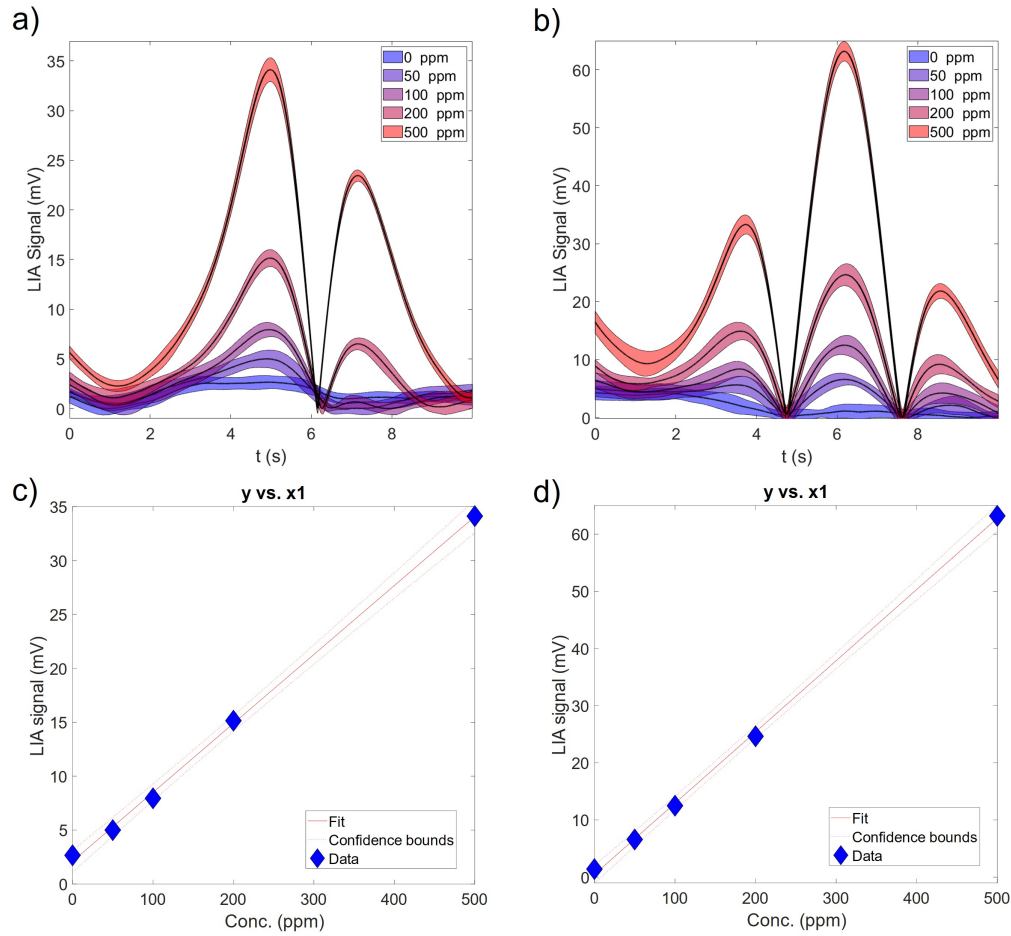 a)
35
30
25
20
15
10
5
0
0
2
4
6
8
LIA Signal (mV)
t (s)
0 ppm
50 ppm
100 ppm
200 ppm
500 ppm
b)
60
50
40
30
20
10
0
0
2
4
6
8
10
LIA Signal (mV)
t (s)
0 ppm
50 ppm
100 ppm
200 ppm
500 ppm
c)
y vs. x1
35
30
25
20
15
10
5
0
0
100
200
300
400
500
LIA signal (mV)
Conc. (ppm)
Fit
Confidence bounds
Data
d)
y vs. x1
60
50
40
30
20
10
0
0
100
200
300
400
500
LIA signal (mV)
Conc. (ppm)
Fit
Confidence bounds
Data